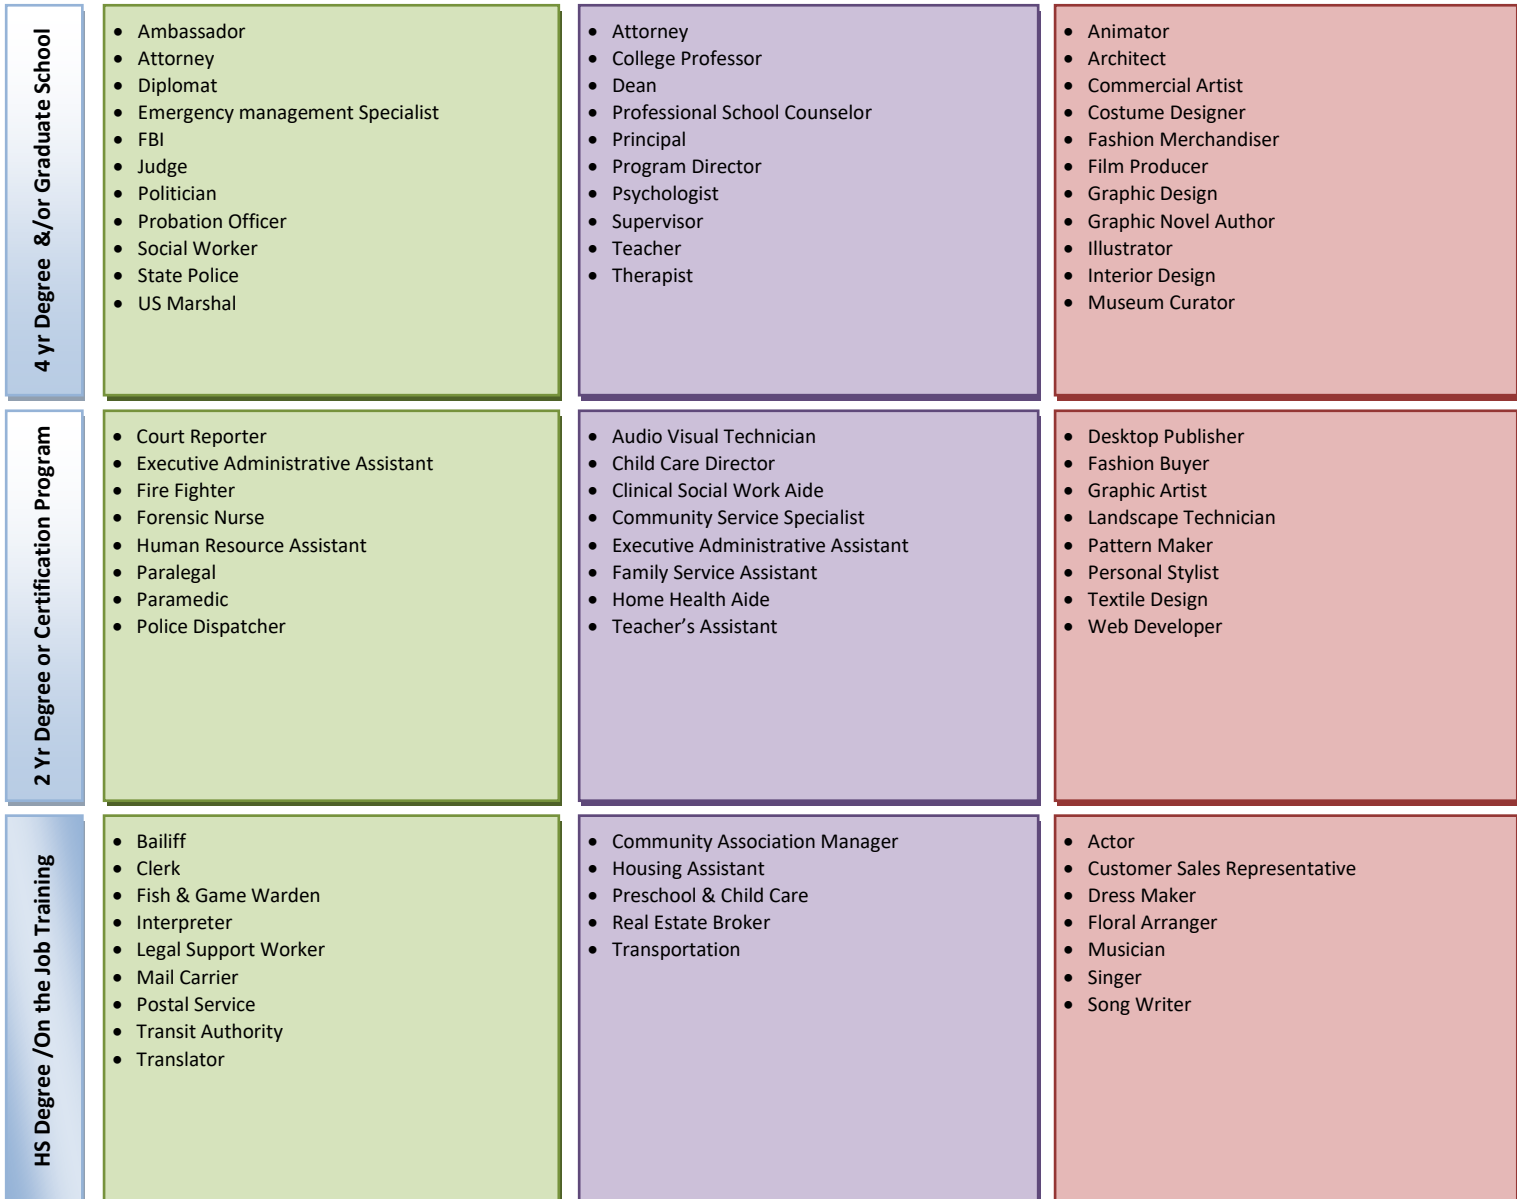 4 yr Degree &/or Graduate School
• Ambassador
• Attorney
• Diplomat
• Emergency management Specialist
• FBI
• Judge
• Politician
• Probation Officer
• Social Worker
• State Police
• US Marshal
• Attorney
• College Professor
• Dean
• Professional School Counselor
• Principal
• Program Director
• Psychologist
• Supervisor
• Teacher
• Therapist
• Animator
• Architect
• Commercial Artist
• Costume Designer
• Fashion Merchandiser
• Film Producer
• Graphic Design
• Graphic Novel Author
• Illustrator
• Interior Design
• Museum Curator
2 Yr Degree or Certification Program
• Court Reporter
• Executive Administrative Assistant
• Fire Fighter
• Forensic Nurse
• Human Resource Assistant
• Paralegal
• Paramedic
• Police Dispatcher
• Audio Visual Technician
• Child Care Director
• Clinical Social Work Aide
• Community Service Specialist
• Executive Administrative Assistant
• Family Service Assistant
• Home Health Aide
• Teacher’s Assistant
• Desktop Publisher
• Fashion Buyer
• Graphic Artist
• Landscape Technician
• Pattern Maker
• Personal Stylist
• Textile Design
• Web Developer
HS Degree /On the Job Training
• Bailiff
• Clerk
• Fish & Game Warden
• Interpreter
• Legal Support Worker
• Mail Carrier
• Postal Service
• Transit Authority
• Translator
• Community Association Manager
• Housing Assistant
• Preschool & Child Care
• Real Estate Broker
• Transportation
• Actor
• Customer Sales Representative
• Dress Maker
• Floral Arranger
• Musician
• Singer
• Song Writer